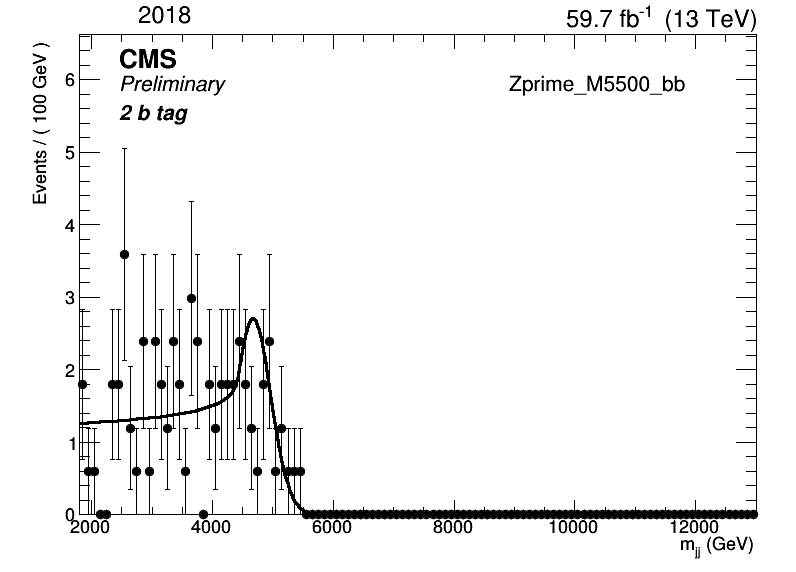 2018
59.7 fb⁻¹ (13 TeV)
CMS
Preliminary
2 b tag
Zprime_M5500_bb
Events / ( 100 GeV )
6
5
4
3
2
1
0
2000 4000 6000 8000 10000 12000
m_jj (GeV)